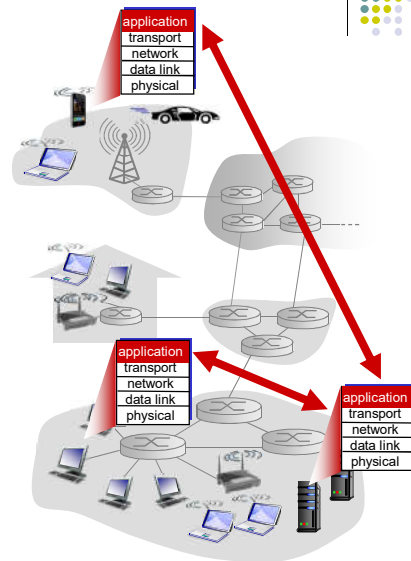 application
transport
network
data link
physical
application
transport
network
data link
physical
application
transport
network
data link
physical